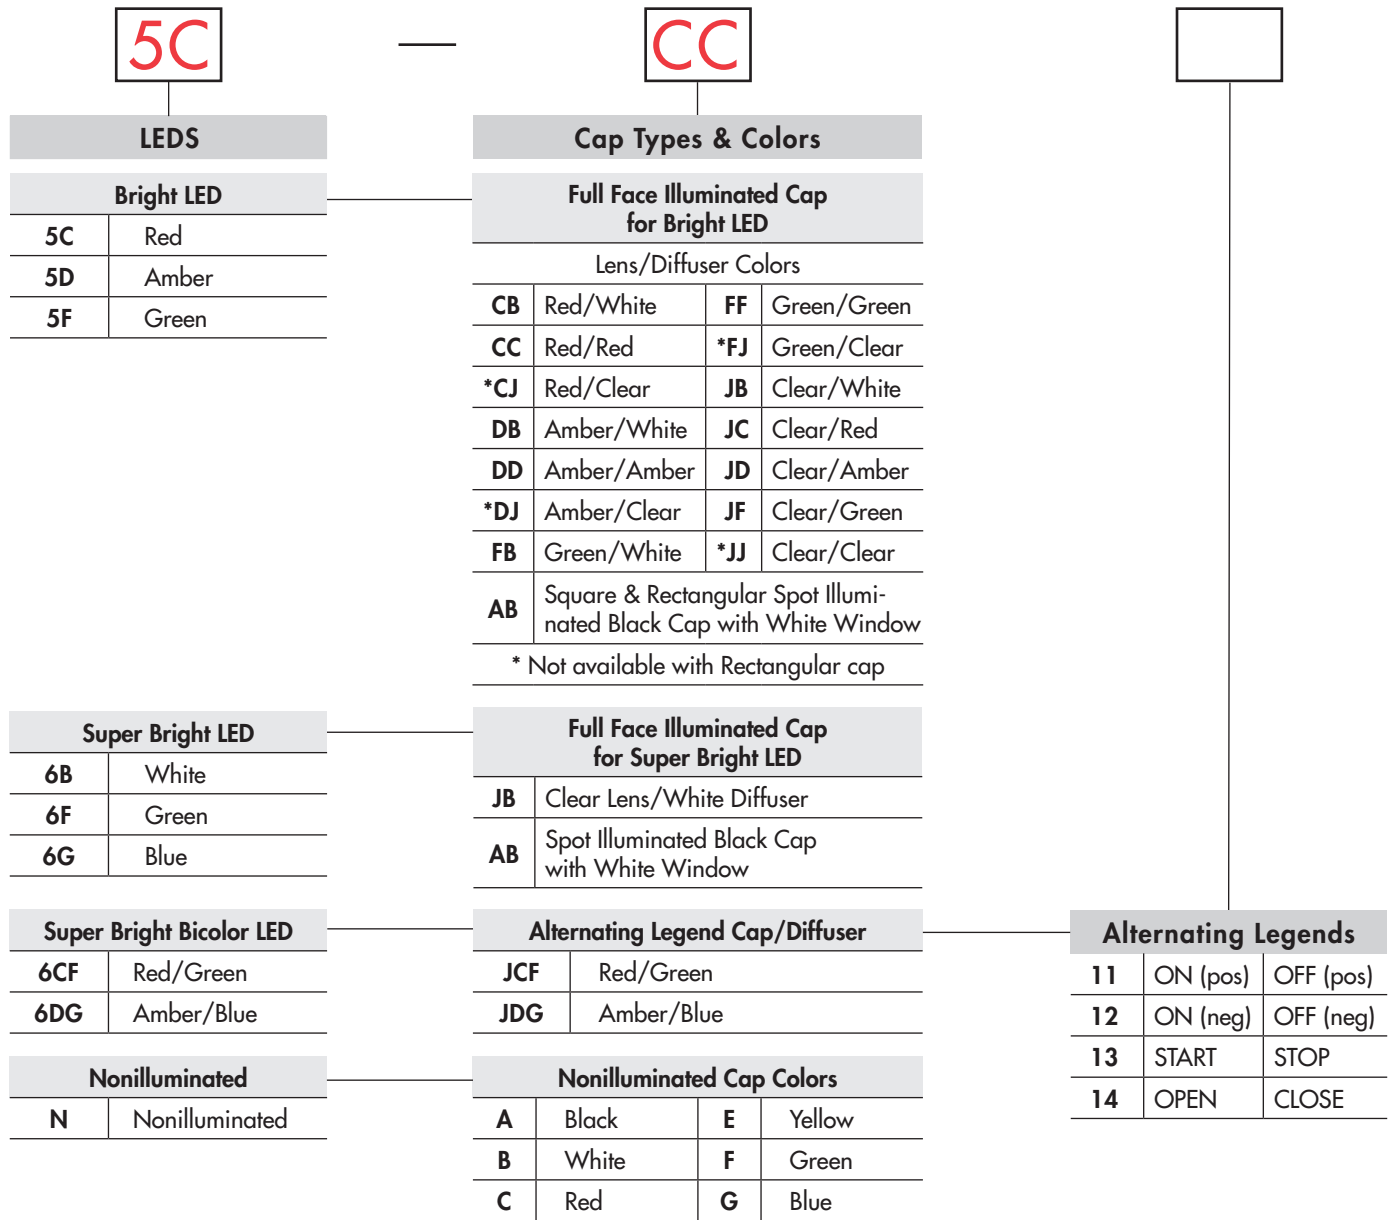 5C — CC
LEDS
Bright LED
5C Red
5D Amber
5F Green
Super Bright LED
6B White
6F Green
6G Blue
Super Bright Bicolor LED
6CF Red/Green
6DG Amber/Blue
Nonilluminated
N Nonilluminated
Cap Types & Colors
Full Face Illuminated Cap
for Bright LED
Lens/Diffuser Colors
CB Red/White FF Green/Green
CC Red/Red *FJ Green/Clear
*CJ Red/Clear JB Clear/White
DB Amber/White JC Clear/Red
DD Amber/Amber JD Clear/Amber
*DJ Amber/Clear JF Clear/Green
FB Green/White *JJ Clear/Clear
AB Square & Rectangular Spot Illumi-
nated Black Cap with White Window
* Not available with Rectangular cap
Full Face Illuminated Cap
for Super Bright LED
JB Clear Lens/White Diffuser
AB Spot Illuminated Black Cap
with White Window
Alternating Legend Cap/Diffuser
JCF Red/Green
JDG Amber/Blue
Nonilluminated Cap Colors
A Black E Yellow
B White F Green
C Red G Blue
Alternating Legends
11 ON (pos) OFF (pos)
12 ON (neg) OFF (neg)
13 START STOP
14 OPEN CLOSE